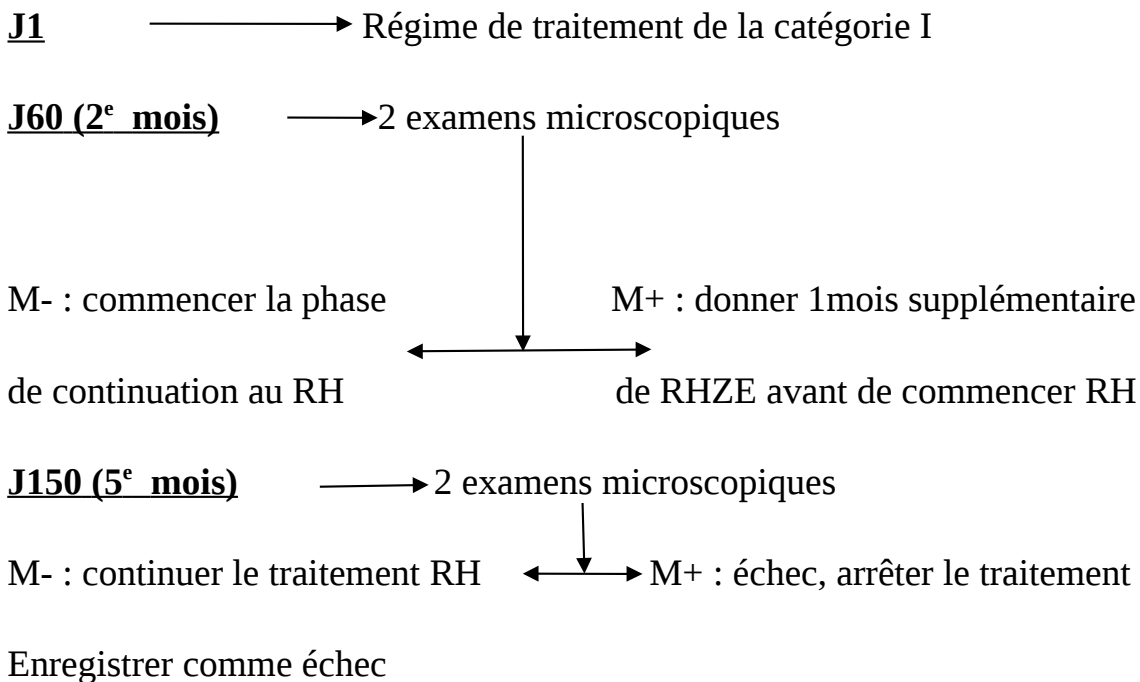 J1 Régime de traitement de la catégorie I
J60 (2e mois) 2 examens microscopiques
M- : commencer la phase M+ : donner 1mois supplémentaire
de continuation au RH de RHZE avant de commencer RH
J150 (5e mois) 2 examens microscopiques
M- : continuer le traitement RH M+ : échec, arrêter le traitement
Enregistrer comme échec